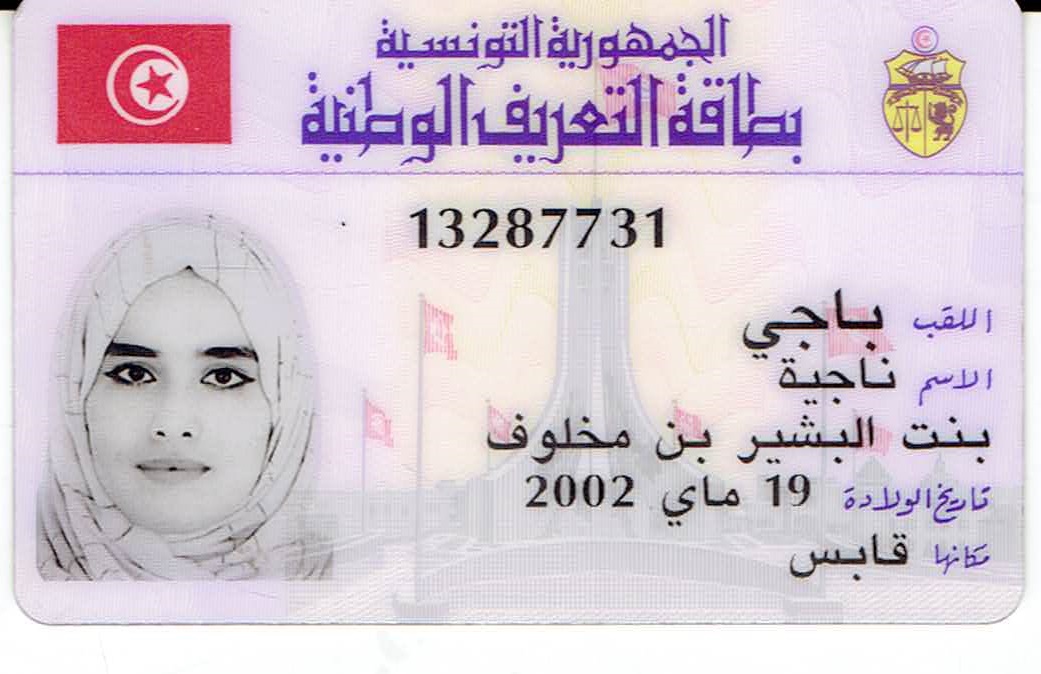 الجمهورية التونسية
بطاقة التعريف الوطنية
13287731
اللقب باجي
الاسم ناجية
بنت البشير بن مخلوف
تاريخ الولادة 19 ماي 2002
مكانها قابس